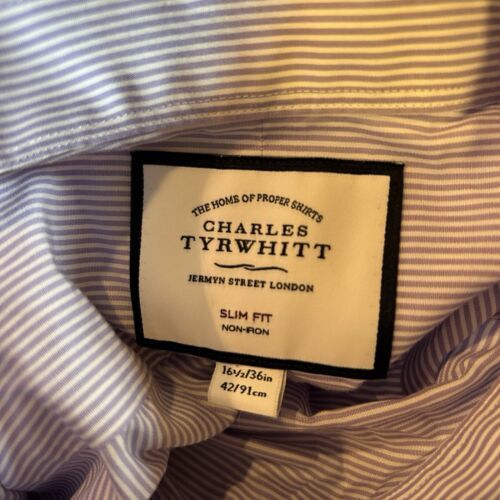 THE HOME OF PROPER SHIRTS
CHARLES
TYRWHITT
JERMYN STREET LONDON
SLIM FIT
NON-IRON
16½/36in
42/91cm